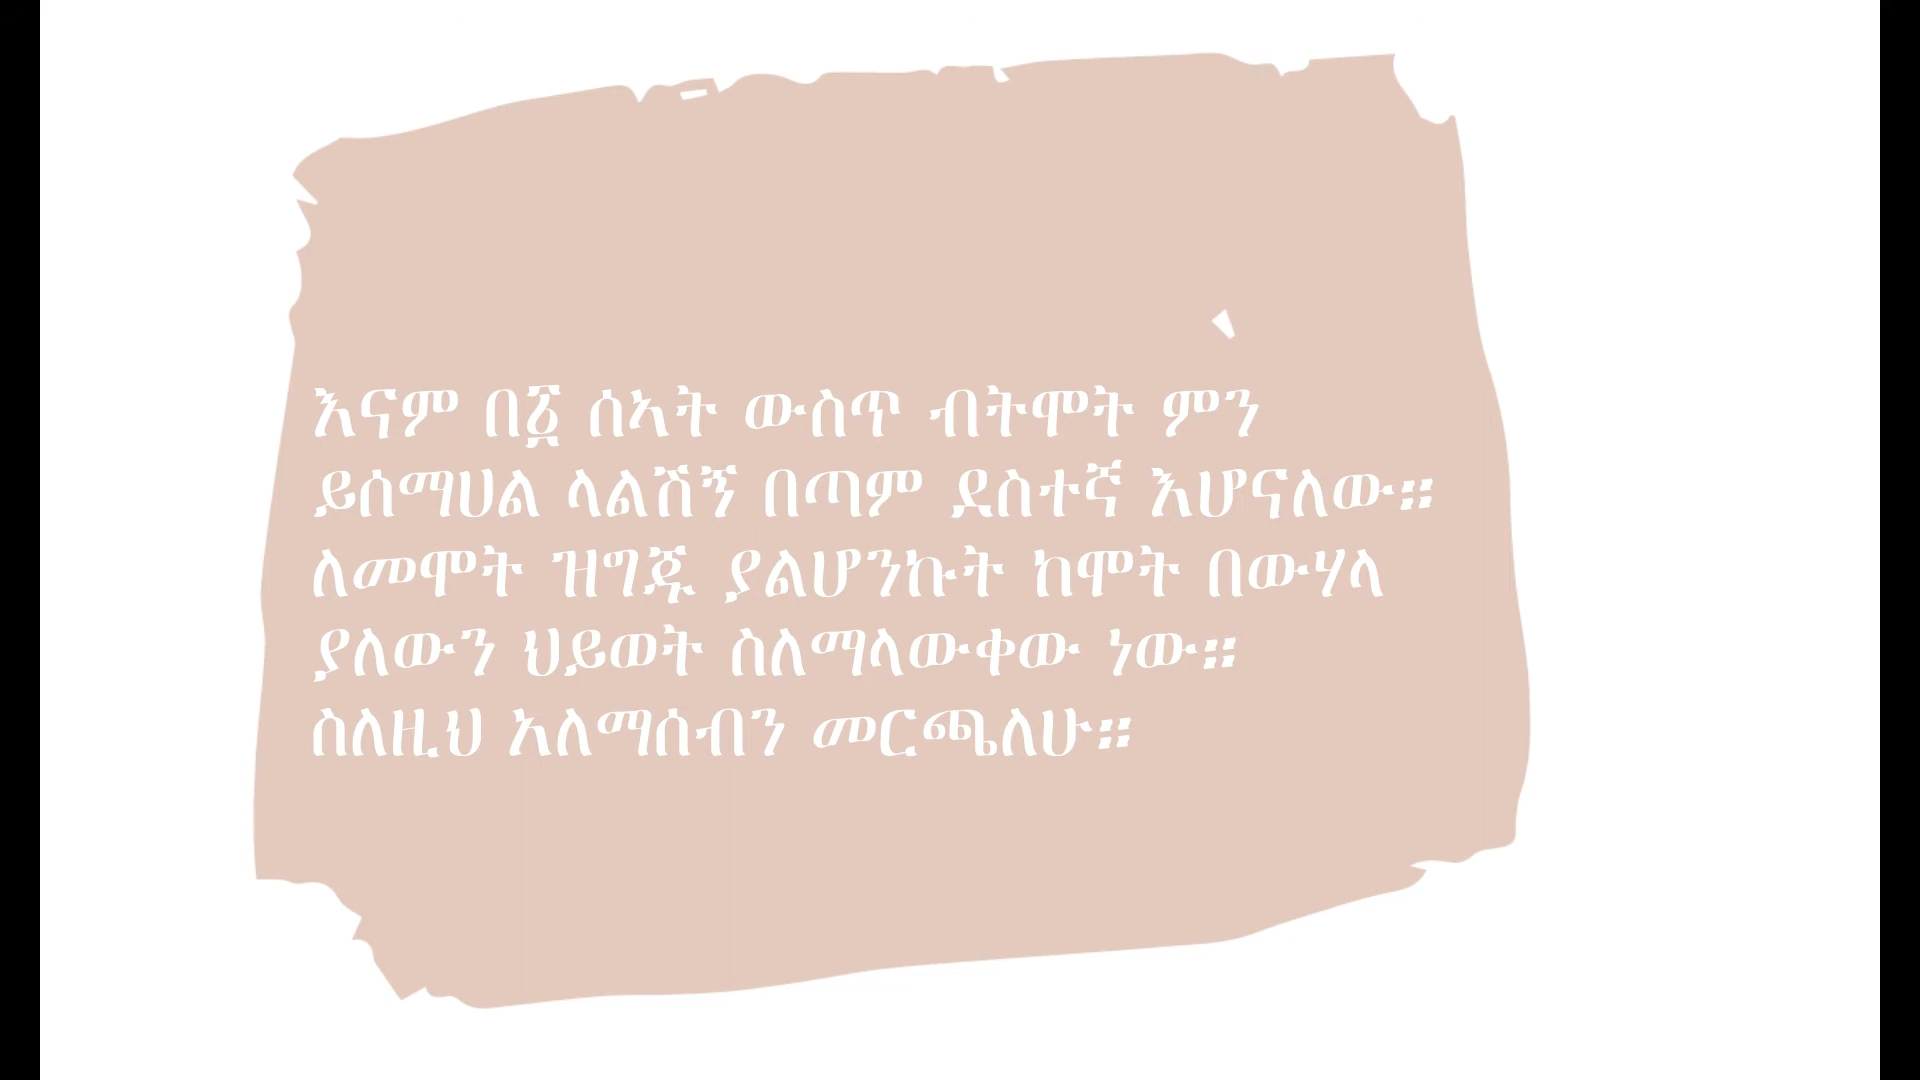 እናም በ፩ ሰኣት ውስጥ ብትሞት ምን
ይሰማሀል ላልሽኝ በጣም ደስተኛ እሆናለው።
ለመሞት ዝግጁ ያልሆንኩት ከሞት በውሃላ
ያለውን ህይወት ስለማላውቀው ነው።
ስለዚህ አለማሰብን መርጫለሁ።